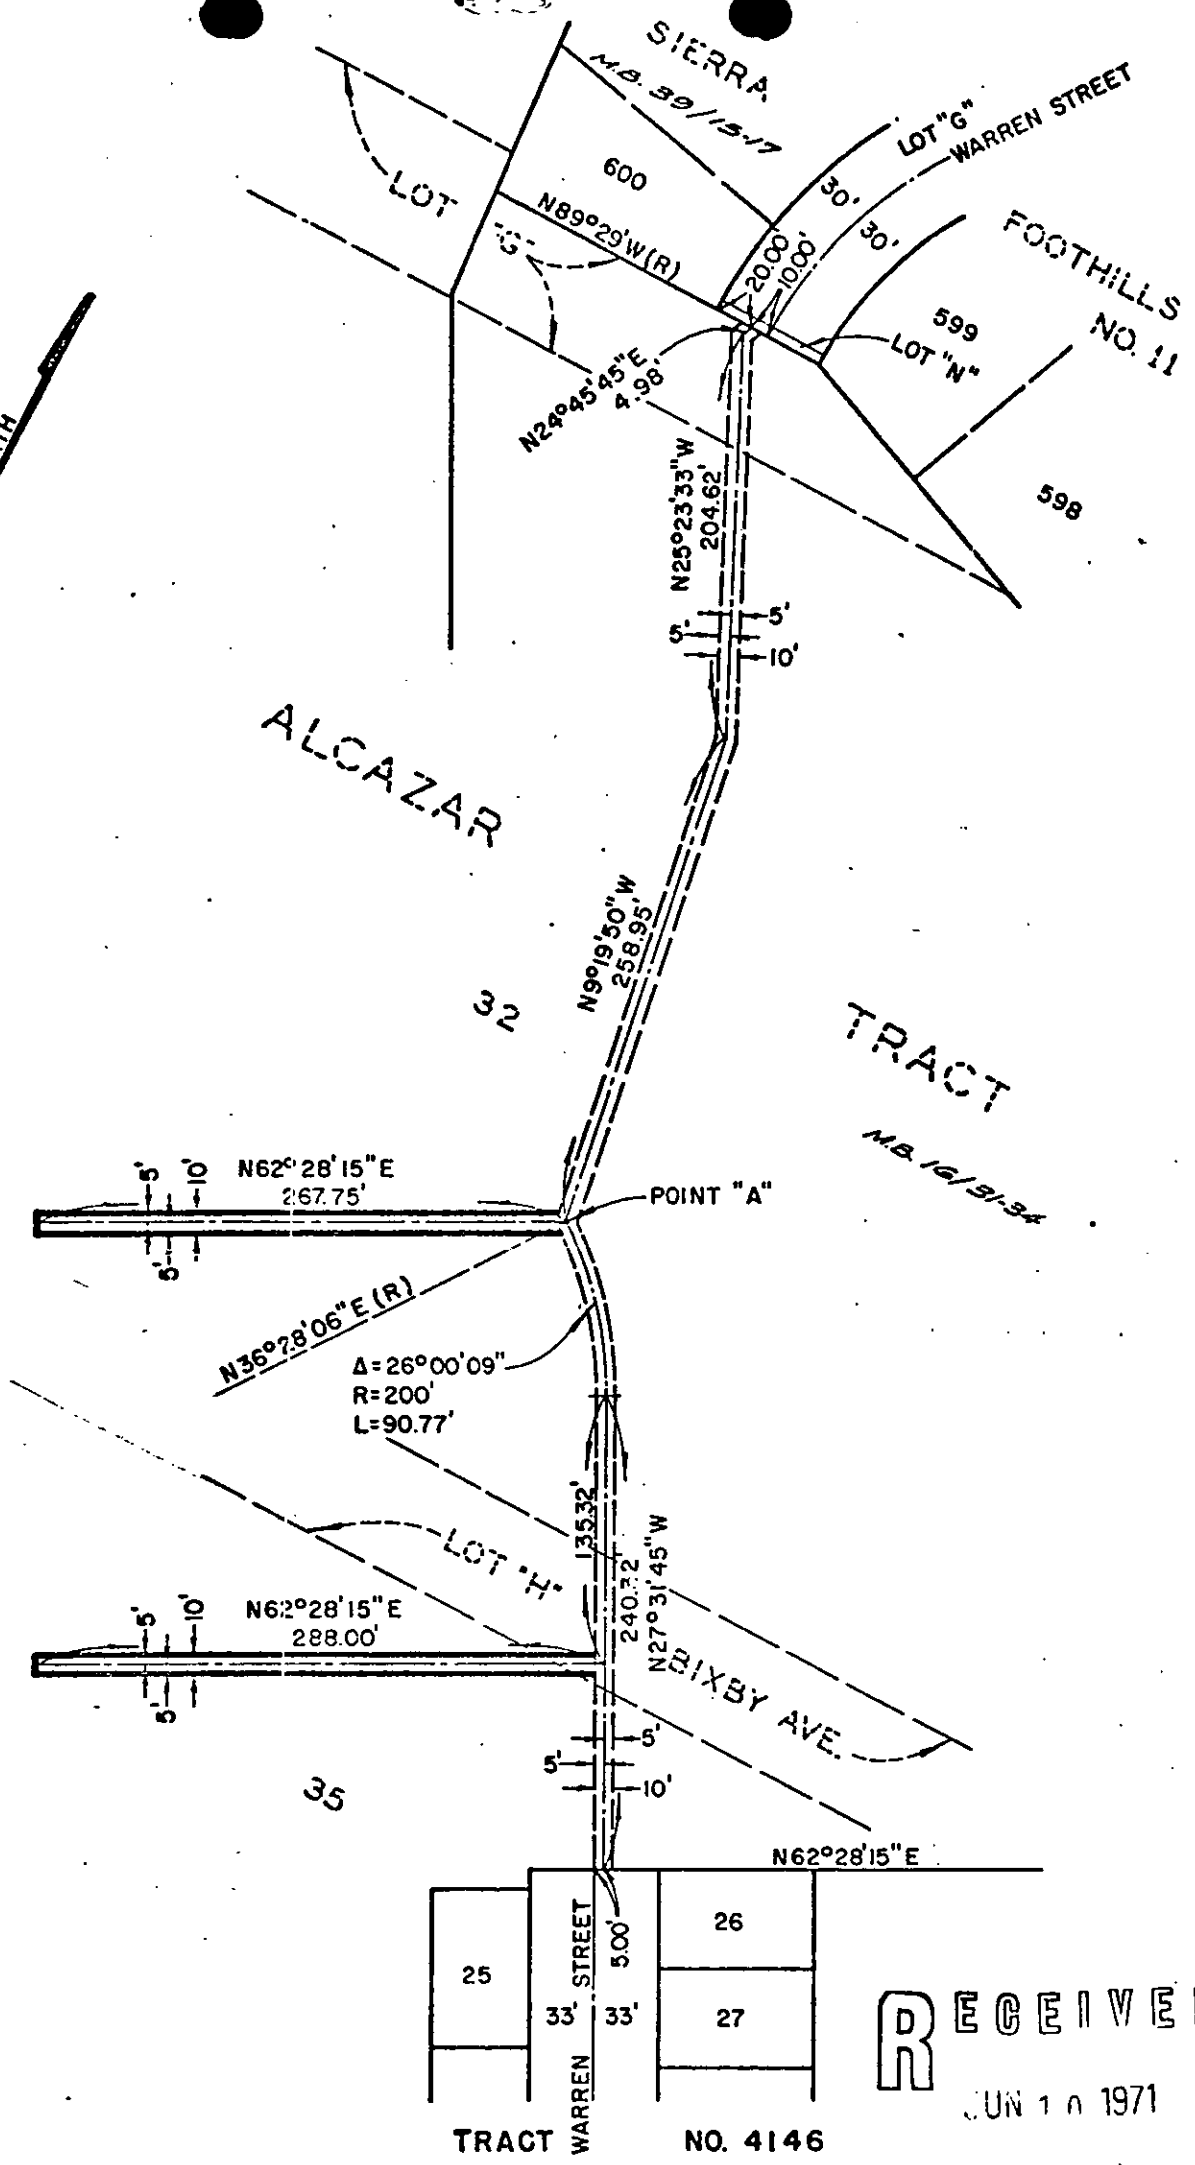 SIERRA
M.B. 39/15-17
LOT "G"
WARREN STREET
FOOTHILLS
NO. 11
LOT
"G"
600
N89°29'W(R)
30'
30'
20.00'
10.00'
599
LOT "N"
598
N24°45'45"E
4.98'
N25°23'33"W
204.62'
5'
5'
10'
ALCAZAR
N9°19'50"W
258.95'
32
TRACT
M.B. 16/31-34
5'
10'
N62°28'15"E
267.75'
5'
POINT "A"
N36°28'06"E (R)
Δ=26°00'09"
R=200'
L=90.77'
135.32'
LOT "H"
N27°31'45"W
5'
10'
N62°28'15"E
288.00'
5'
BIXBY AVE.
5'
5'
10'
35
N62°28'15"E
5.00'
25
26
27
33'
33'
WARREN STREET
TRACT NO. 4146
JUN 10 1971